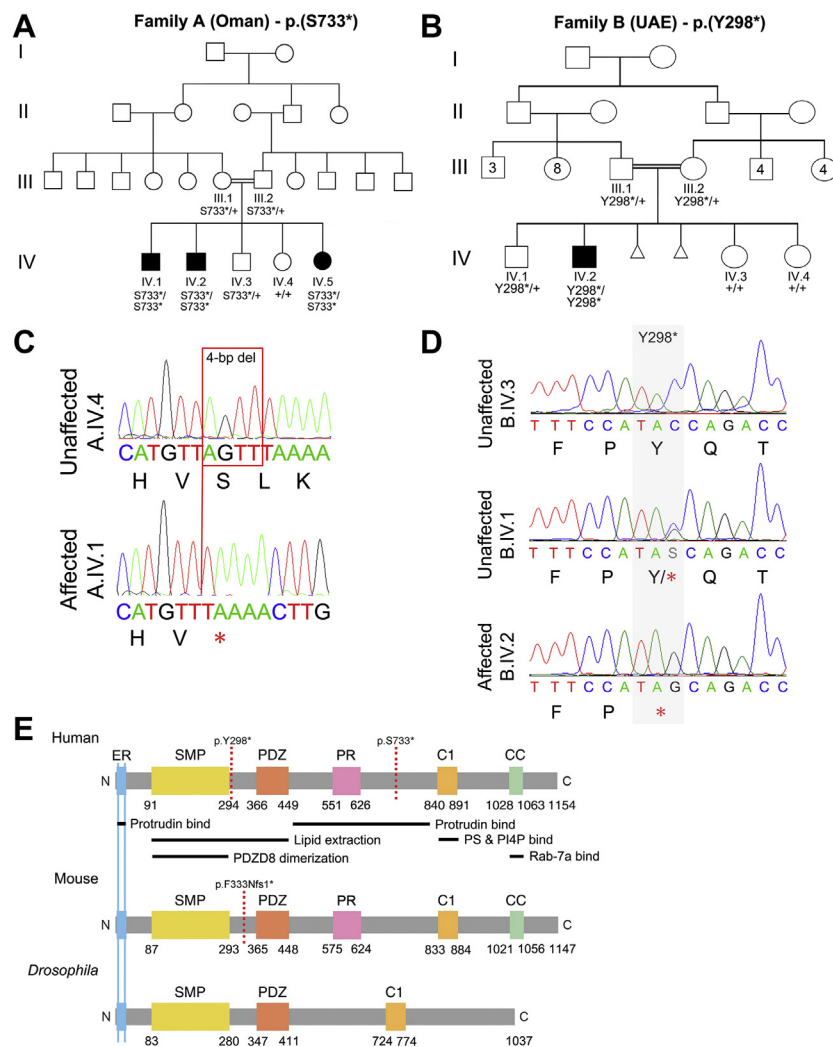 A
Family A (Oman) - p.(S733*)
I
II
III
III.1
S733*/+
III.2
S733*/+
IV
IV.1
S733*/
S733*
IV.2
S733*/
S733*
IV.3
S733*/+
IV.4
+/+
IV.5
S733*/
S733*
B
Family B (UAE) - p.(Y298*)
I
II
III
3
8
4
4
III.1
Y298*/+
III.2
Y298*/+
IV
IV.1
Y298*/+
IV.2
Y298*/
Y298*
IV.3
+/+
IV.4
+/+
C
4-bp del
Unaffected
A.IV.4
CATGTTAGTTTAAAA
H V S L K
Affected
A.IV.1
CATGTTTAAAACTTG
H V *
D
Y298*
Unaffected
B.IV.3
T T T C C A T A C C A G A C C
F P Y Q T
Unaffected
B.IV.1
T T T C C A T A S C A G A C C
F P Y/* Q T
Affected
B.IV.2
T T T C C A T A G C A G A C C
F P *
E
Human
p.Y298* p.S733*
ER SMP PDZ PR C1 CC
N C
91 294 366 449 551 626 840 891 1028 1063 1154
Protrudin bind Protrudin bind
Lipid extraction PS & PI4P bind
PDZD8 dimerization Rab-7a bind
Mouse
p.F333Nfs1*
SMP PDZ PR C1 CC
N C
87 293 365 448 575 624 833 884 1021 1056 1147
Drosophila
SMP PDZ C1
N C
83 280 347 411 724 774 1037